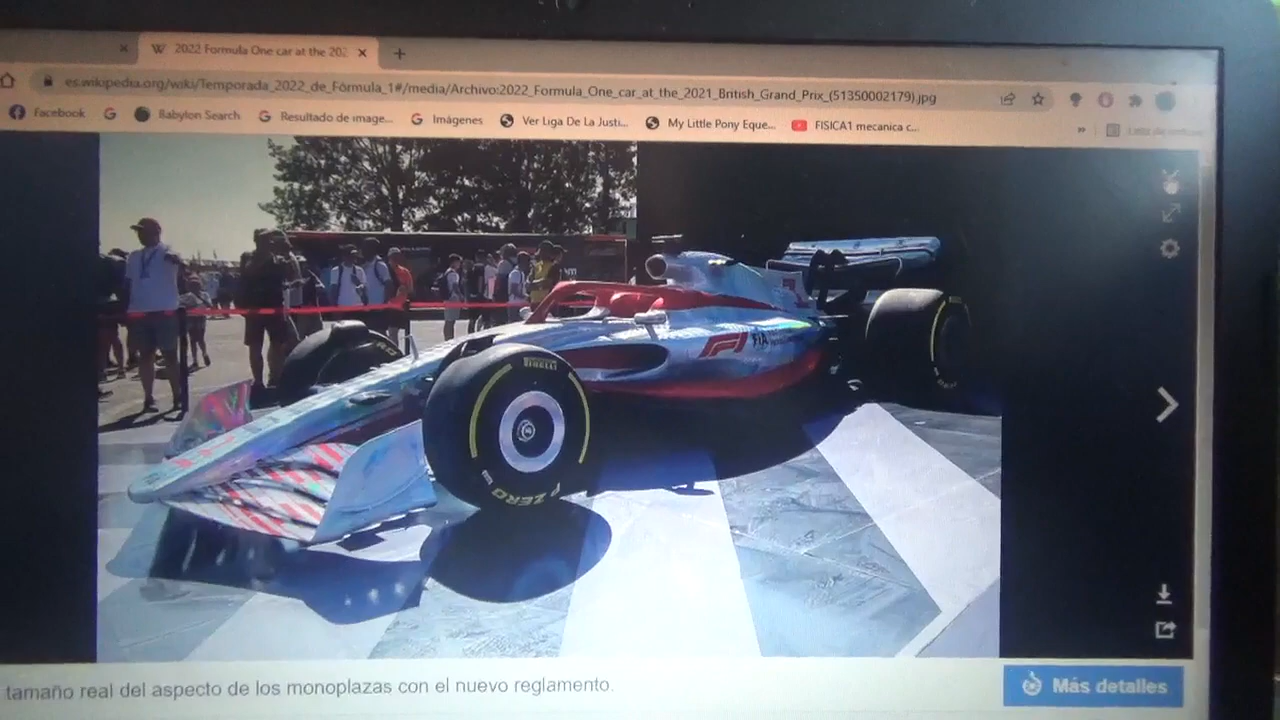 2022 Formula One car at the 202
es.wikipedia.org/wiki/Temporada_2022_de_Fórmula_1#/media/Archivo:2022_Formula_One_car_at_the_2021_British_Grand_Prix_(51350002179).jpg
Facebook
Babylon Search
Resultado de image...
Imágenes
Ver Liga De La Justi...
My Little Pony Eque...
FISICA1 mecanica c...
»
F1
FIA
PIRELLI
P ZERO
tamaño real del aspecto de los monoplazas con el nuevo reglamento.
Más detalles